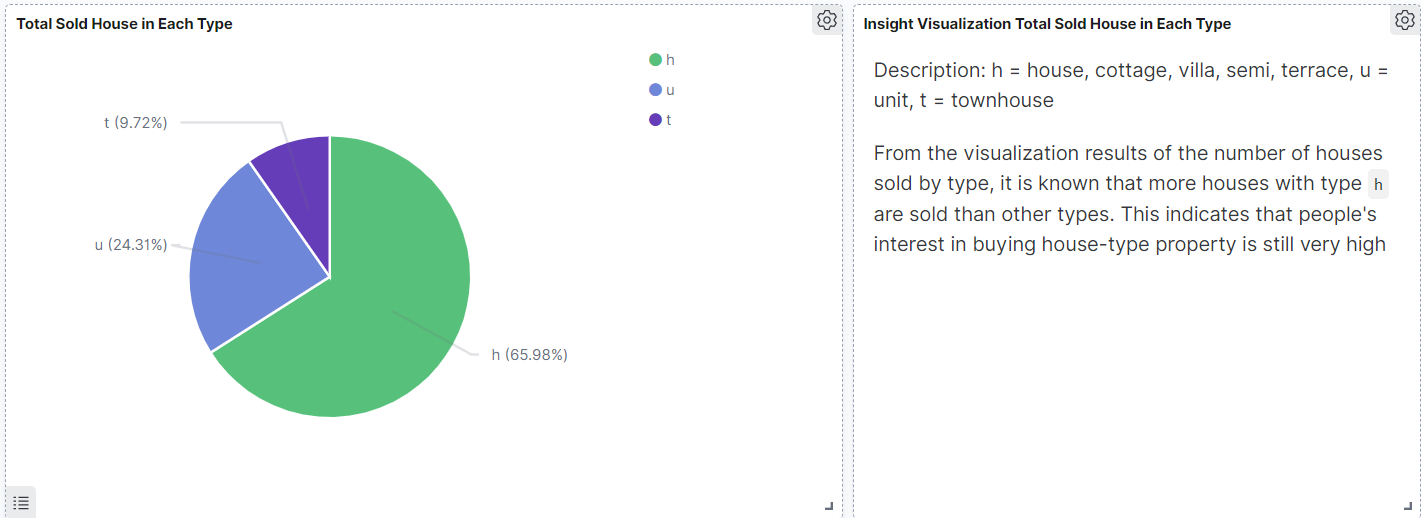 Total Sold House in Each Type
h
u
t
t (9.72%)
u (24.31%)
h (65.98%)
Insight Visualization Total Sold House in Each Type
Description: h = house, cottage, villa, semi, terrace, u =
unit, t = townhouse
From the visualization results of the number of houses
sold by type, it is known that more houses with type h
are sold than other types. This indicates that people's
interest in buying house-type property is still very high